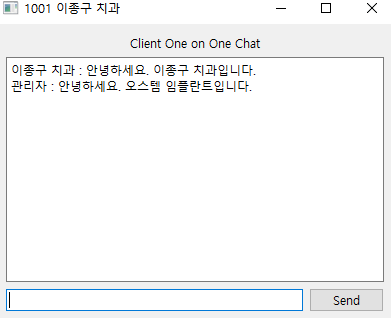 1001 이종구 치과
Client One on One Chat
이종구 치과 : 안녕하세요. 이종구 치과입니다.
관리자 : 안녕하세요. 오스템 임플란트입니다.
Send